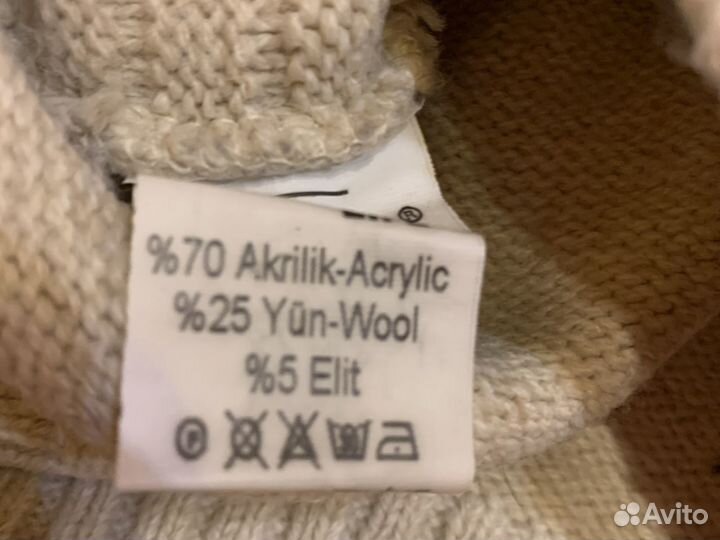 ®
%70 Akrilik-Acrylic
%25 Yün-Wool
%5 Elit
Avito